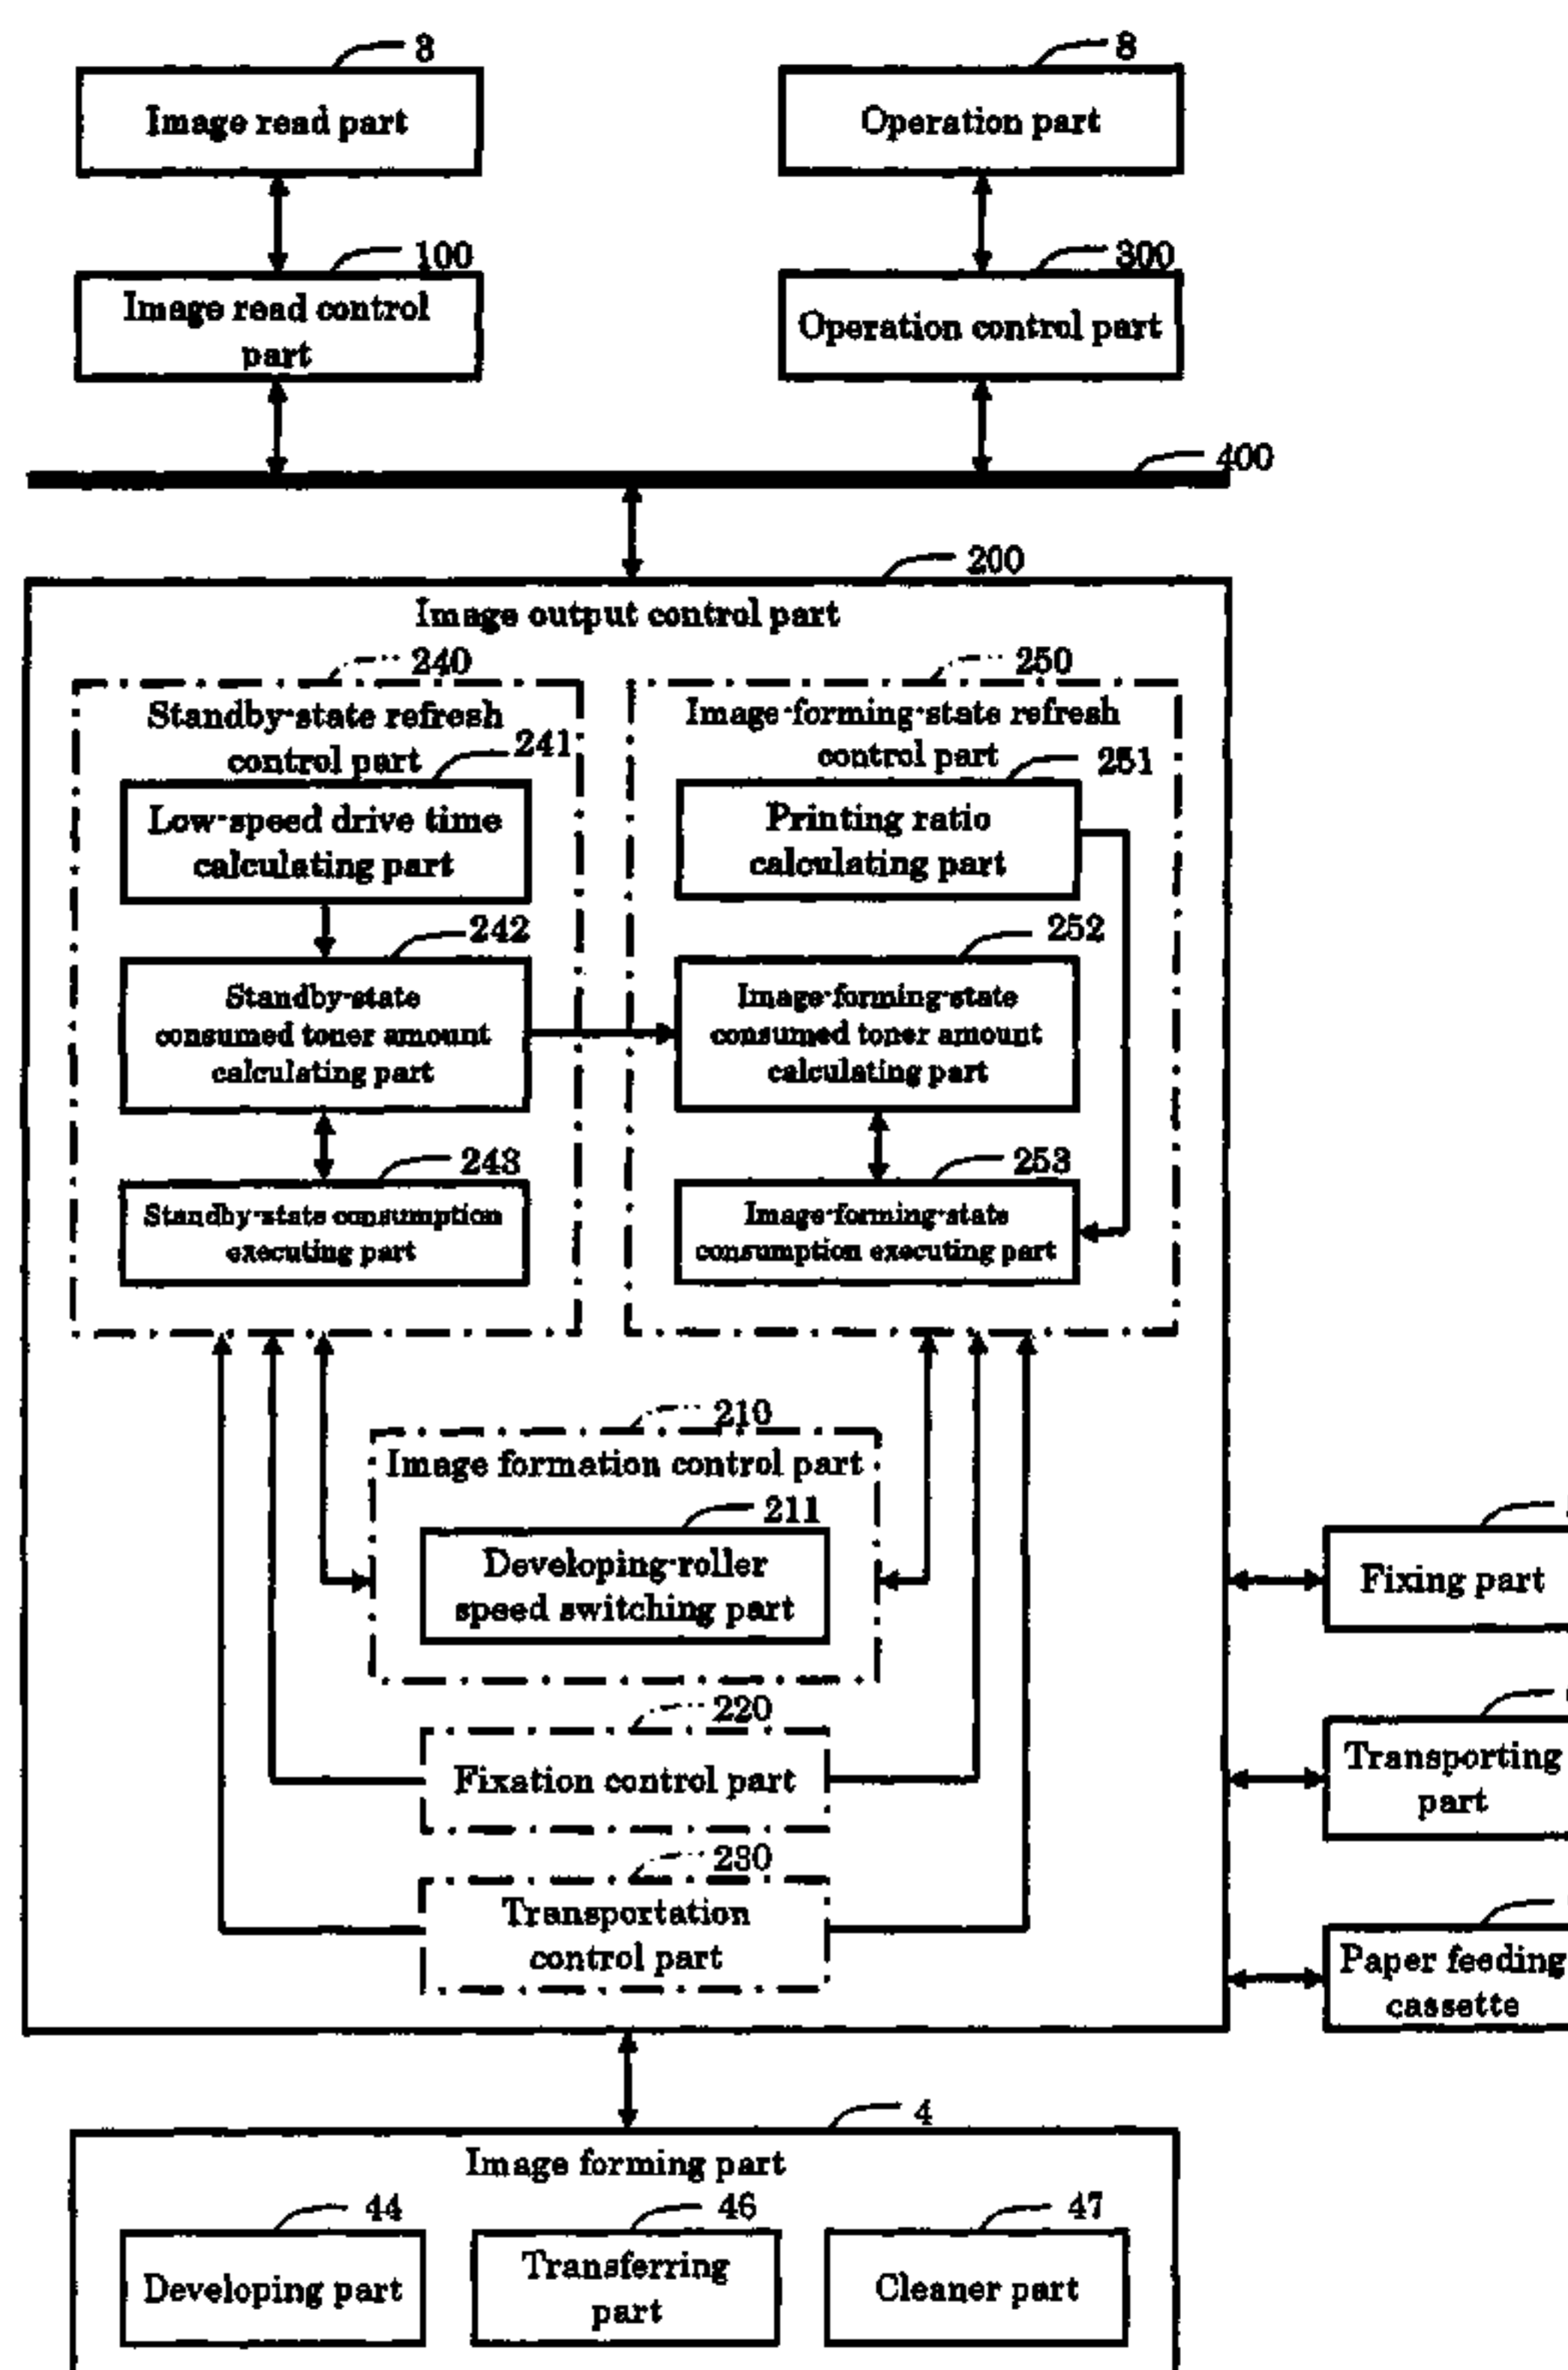 3
Image read part
8
Operation part
100
Image read control
part
300
Operation control part
400
200
Image output control part
240
Standby-state refresh
control part
241
Low-speed drive time
calculating part
242
Standby-state
consumed toner amount
calculating part
243
Standby-state consumption
executing part
250
Image-forming-state refresh
control part
251
Printing ratio
calculating part
252
Image-forming-state
consumed toner amount
calculating part
253
Image-forming-state
consumption executing part
210
Image formation control part
211
Developing-roller
speed switching part
220
Fixation control part
230
Transportation
control part
Fixing part
Transporting
part
Paper feeding
cassette
4
Image forming part
44
Developing part
46
Transferring
part
47
Cleaner part